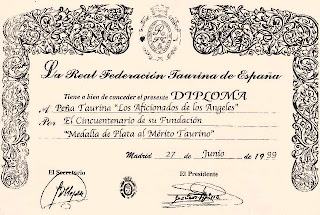 La Real Federación Taurina de España
Tiene a bien de conceder el presente DIPLOMA
A Peña Taurina "Los Aficionados de los Angeles"
Por El Cincuentenario de su Fundación
"Medalla de Plata al Mérito Taurino"
Madrid 27 de Junio de 1999
El Secretario El Presidente